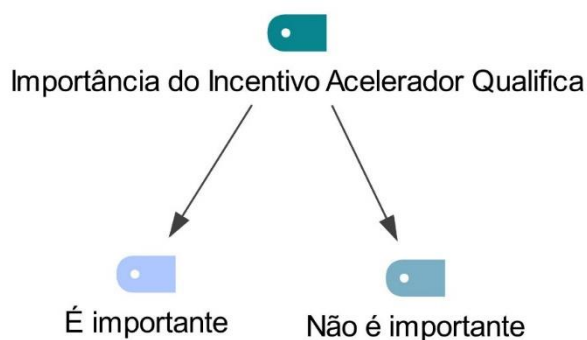 Importância do Incentivo Acelerador Qualifica
É importante
Não é importante